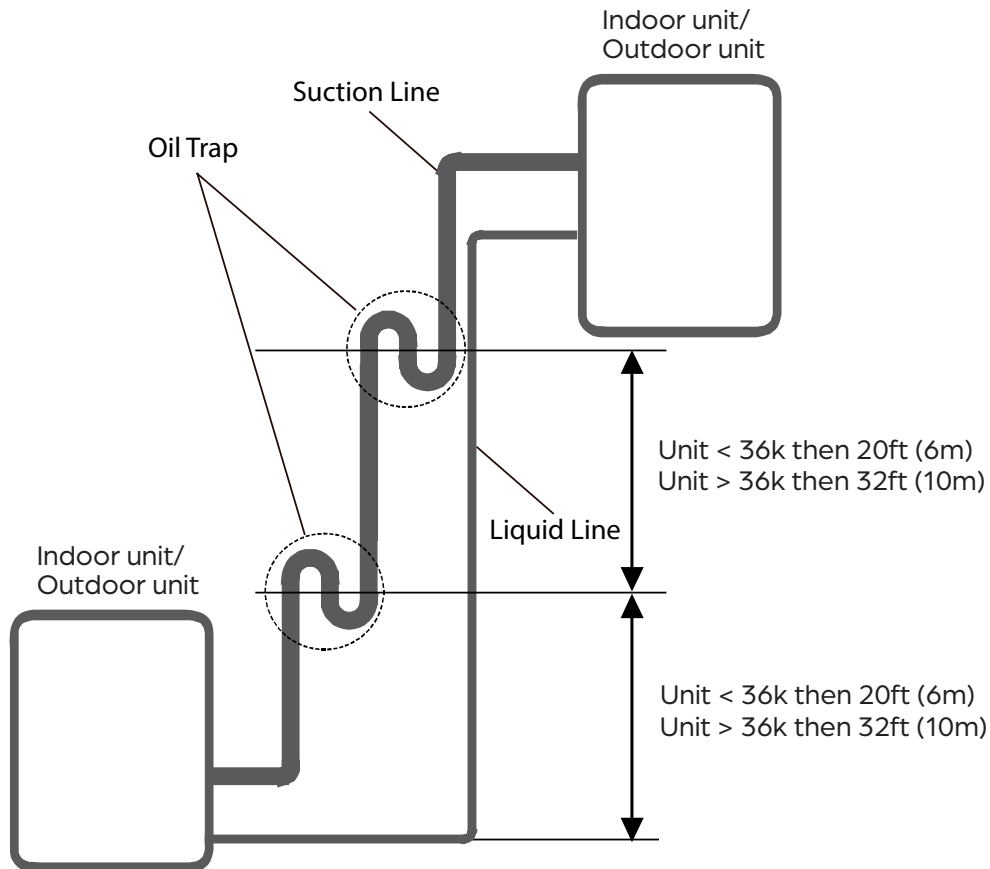 Indoor unit/
Outdoor unit
Suction Line
Oil Trap
Unit < 36k then 20ft (6m)
Unit > 36k then 32ft (10m)
Liquid Line
Indoor unit/
Outdoor unit
Unit < 36k then 20ft (6m)
Unit > 36k then 32ft (10m)